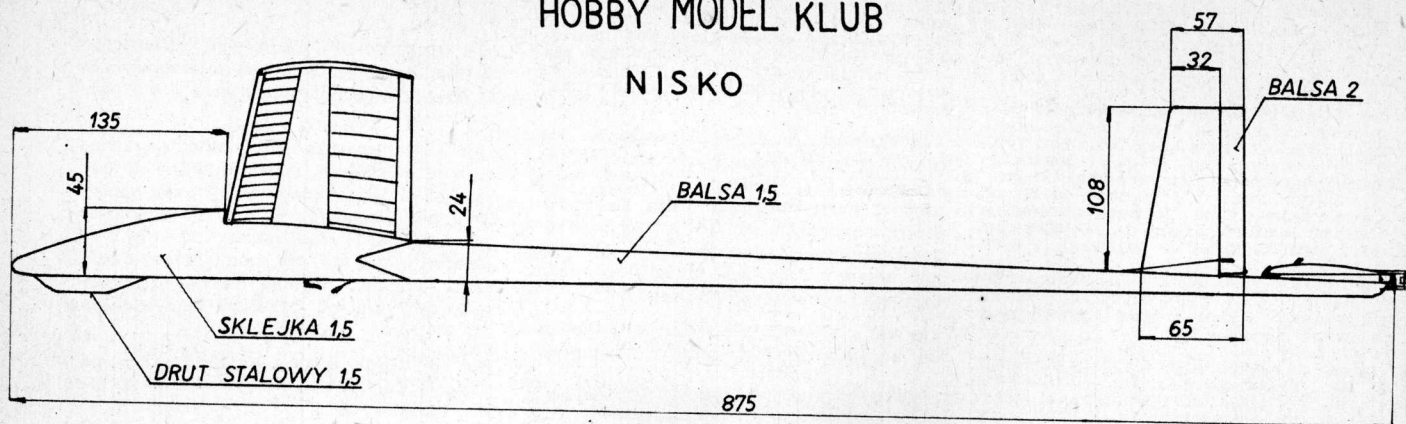 HOBBY MODEL KLUB
NISKO
57
32
BALSA 2
135
45
24
BALSA 1,5
108
SKLEJKA 1,5
65
DRUT STALOWY 1,5
875